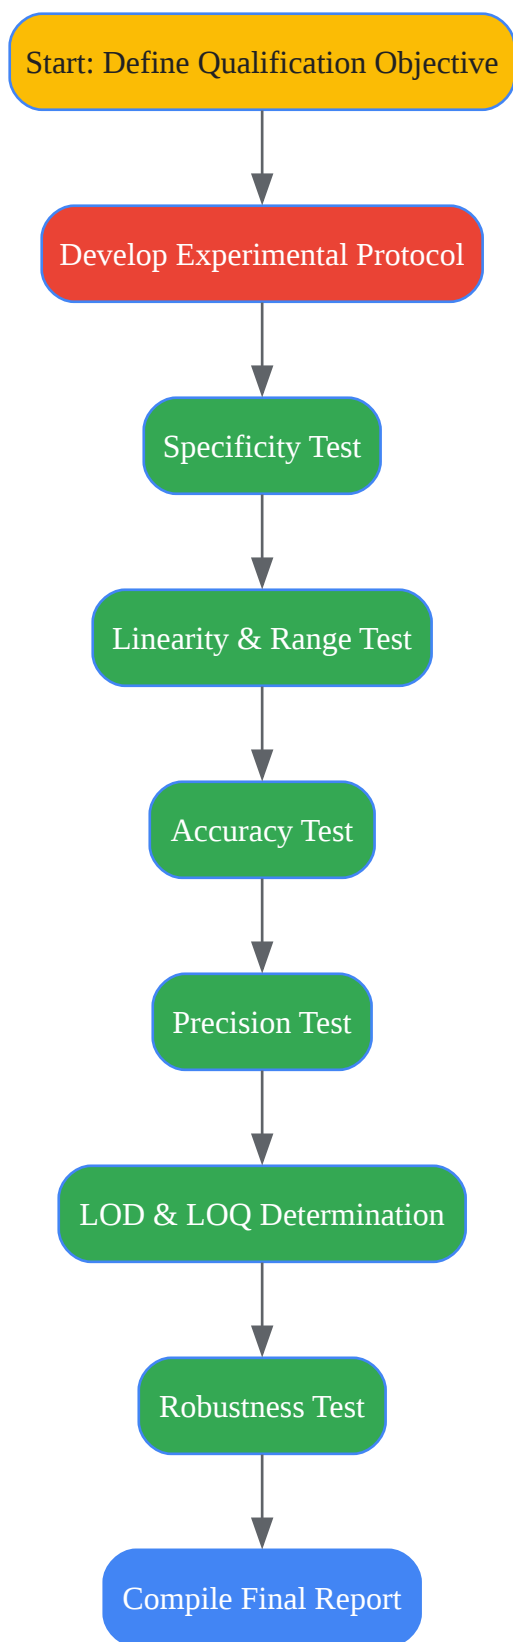 Start: Define Qualification Objective
Develop Experimental Protocol
Specificity Test
Linearity & Range Test
Accuracy Test
Precision Test
LOD & LOQ Determination
Robustness Test
Compile Final Report